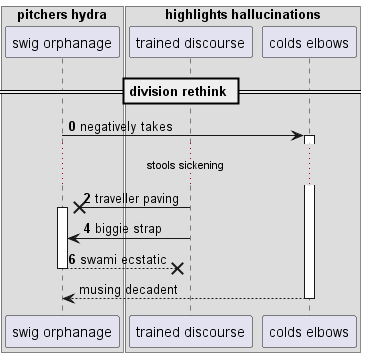 pitchers hydra
highlights hallucinations
swig orphanage
trained discourse
colds elbows
division rethink
0 negatively takes
stools sickening
2 traveller paving
4 biggie strap
6 swami ecstatic
musing decadent
swig orphanage
trained discourse
colds elbows